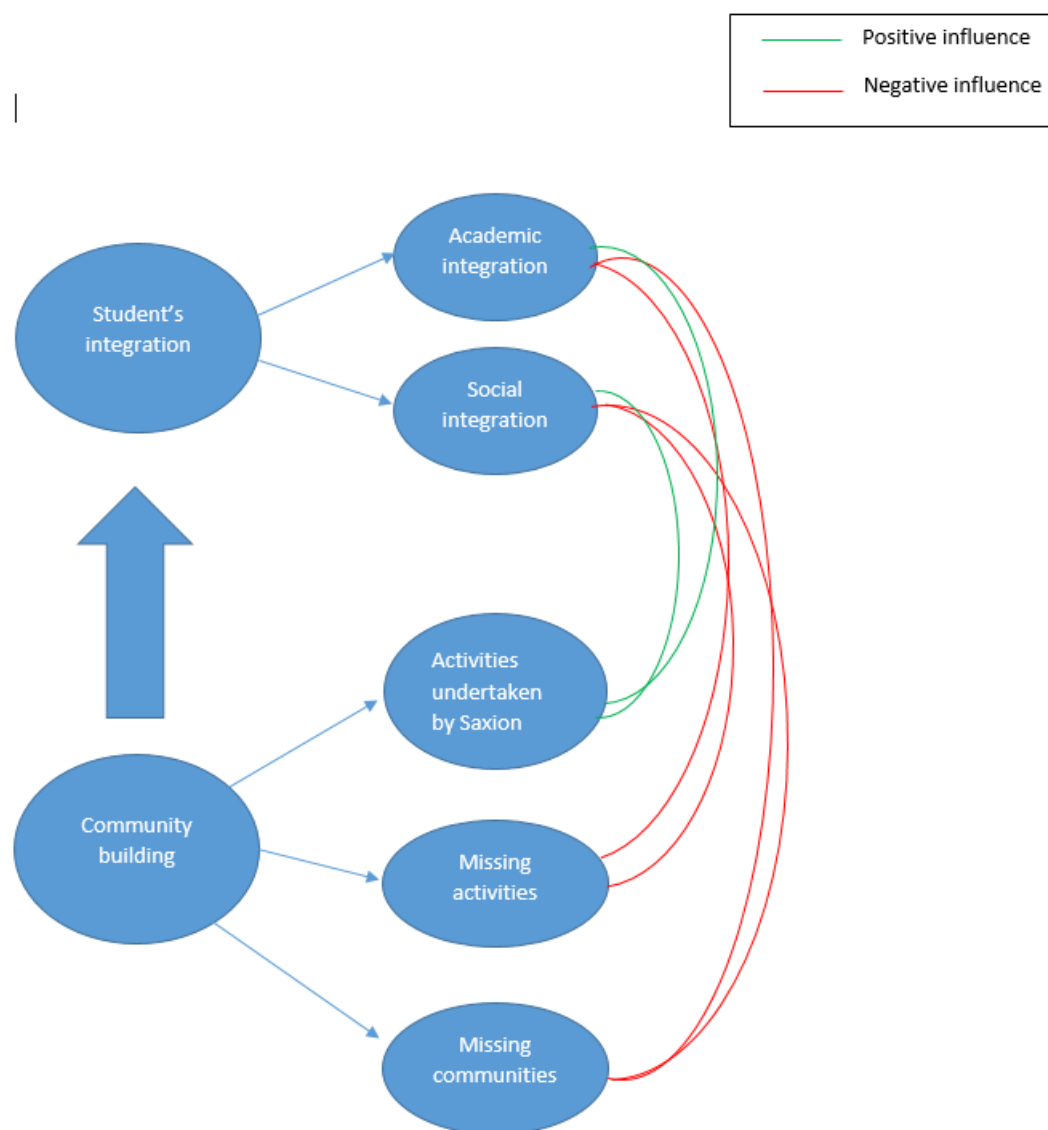 Positive influence
Negative influence
Academic
integration
Student’s
integration
Social
integration
Activities
undertaken
by Saxion
Community
building
Missing
activities
Missing
communities